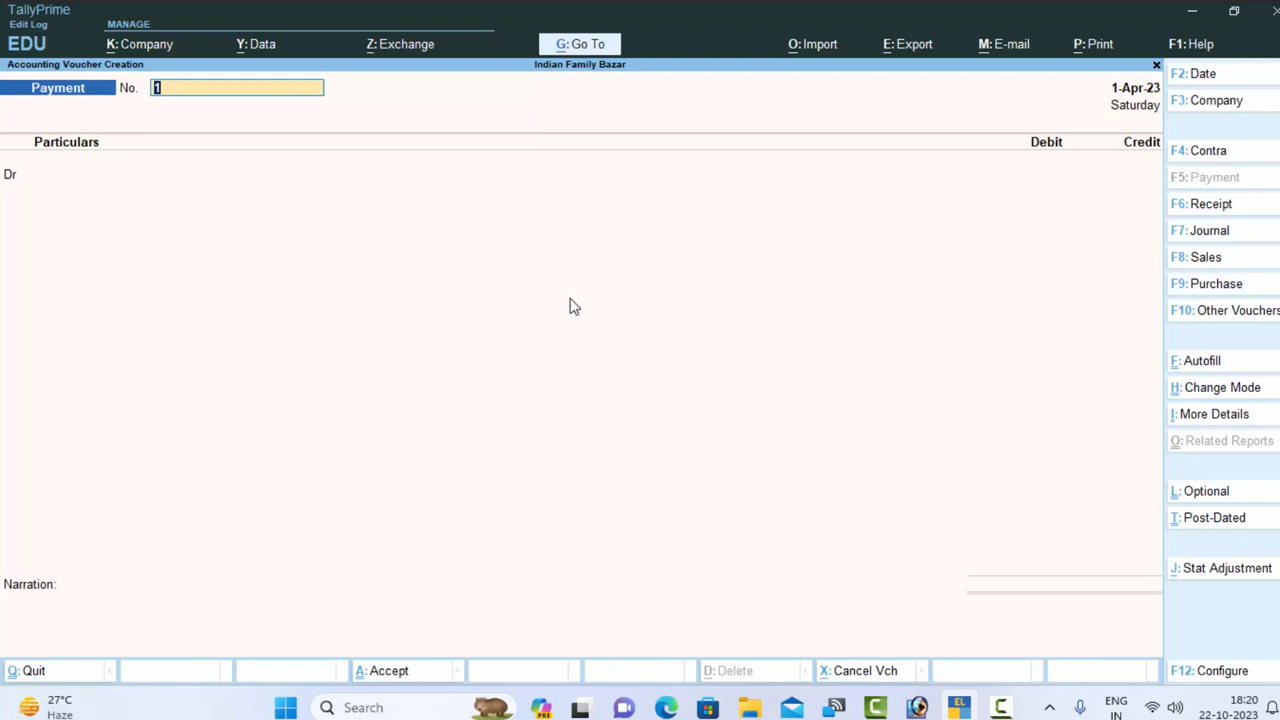 TallyPrime
Edit Log
EDU
MANAGE
K: Company
Y: Data
Z: Exchange
G: Go To
O: Import
E: Export
M: E-mail
P: Print
F1: Help
Accounting Voucher Creation
Indian Family Bazar
Payment No. 1
1-Apr-23
Saturday
Particulars
Debit
Credit
Dr
Narration:
F2: Date
F3: Company
F4: Contra
F5: Payment
F6: Receipt
F7: Journal
F8: Sales
F9: Purchase
F10: Other Vouchers
F: Autofill
H: Change Mode
I: More Details
O: Related Reports
L: Optional
T: Post-Dated
J: Stat Adjustment
F12: Configure
Q: Quit
A: Accept
D: Delete
X: Cancel Vch
27°C
Haze
Search
PRE
EL
ENG
IN
18:20
22-10-2023